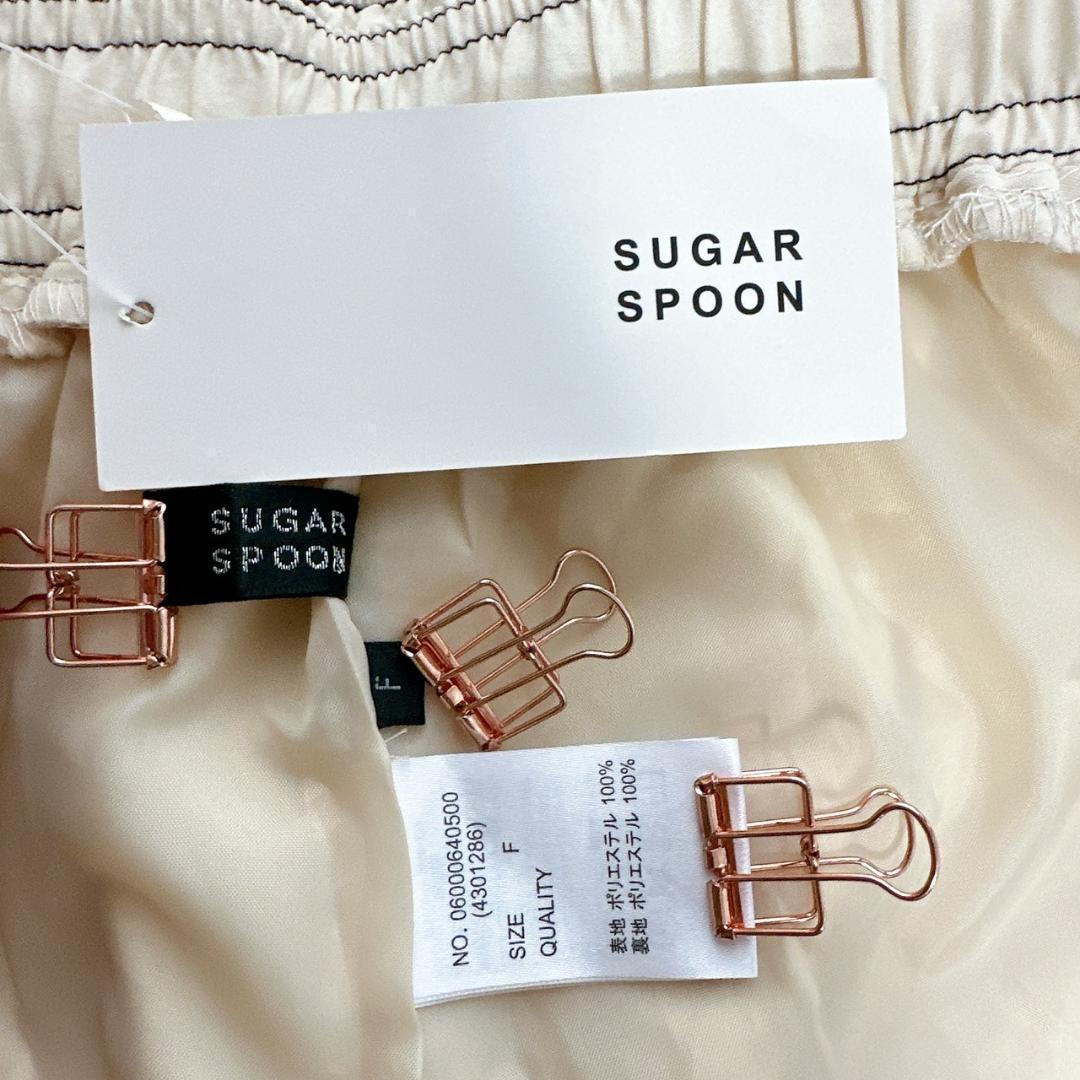 SUGAR
SPOON
SUGAR
SPOON
F
NO. 06000640500
(4301286)
SIZE F
QUALITY
表地 ポリエステル 100%
裏地 ポリエステル 100%